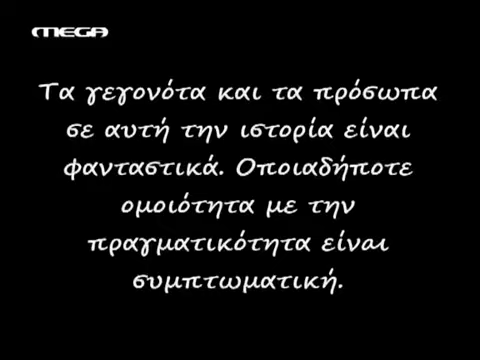 MEGA
Τα γεγονότα και τα πρόσωπα
σε αυτή την ιστορία είναι
φανταστικά. Οποιαδήποτε
ομοιότητα με την
πραγματικότητα είναι
συμπτωματική.